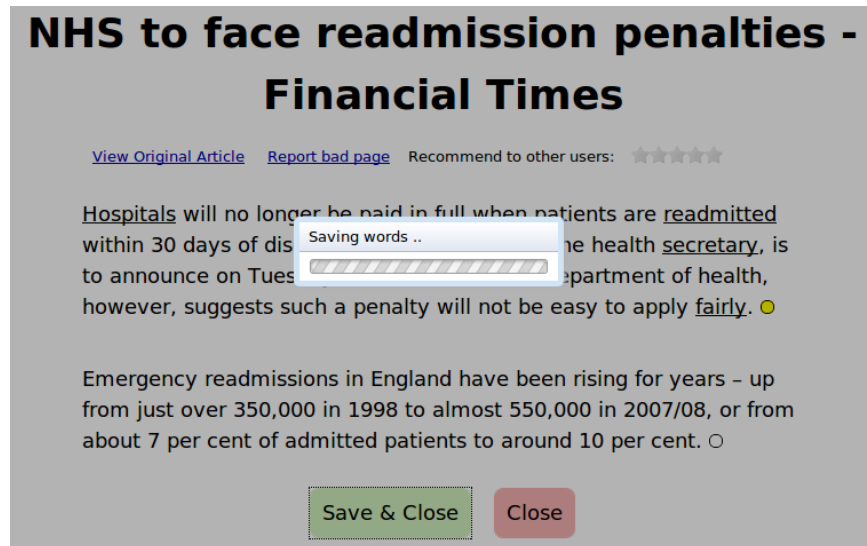 NHS to face readmission penalties -
Financial Times
View Original Article Report bad page Recommend to other users:
Hospitals will no longer be paid in full when patients are readmitted
within 30 days of dis
Saving words ..
he health secretary, is
to announce on Tues
epartment of health,
however, suggests such a penalty will not be easy to apply fairly.
Emergency readmissions in England have been rising for years – up
from just over 350,000 in 1998 to almost 550,000 in 2007/08, or from
about 7 per cent of admitted patients to around 10 per cent.
Save & Close Close